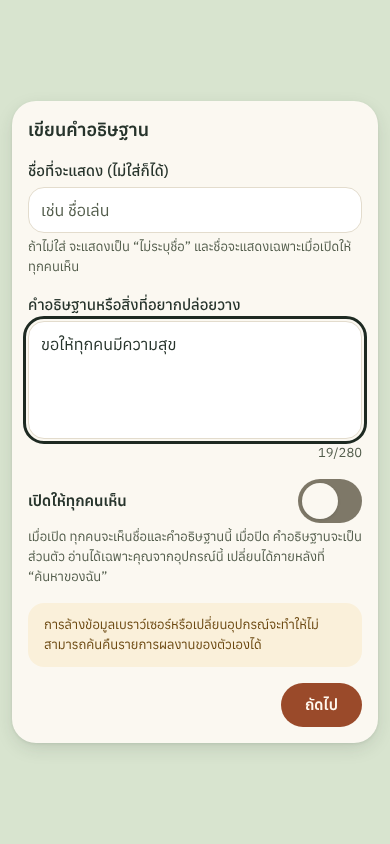 เขียนคำอธิษฐาน
ชื่อที่จะแสดง (ไม่ใส่ก็ได้)
เช่น ชื่อเล่น
ถ้าไม่ใส่ จะแสดงเป็น “ไม่ระบุชื่อ” และชื่อจะแสดงเฉพาะเมื่อเปิดให้
ทุกคนเห็น
คำอธิษฐานหรือสิ่งที่อยากปล่อยวาง
ขอให้ทุกคนมีความสุข
19/280
เปิดให้ทุกคนเห็น
เมื่อเปิด ทุกคนจะเห็นชื่อและคำอธิษฐานนี้ เมื่อปิด คำอธิษฐานจะเป็น
ส่วนตัว อ่านได้เฉพาะคุณจากอุปกรณ์นี้ เปลี่ยนได้ภายหลังที่
“ค้นหาของฉัน”
การล้างข้อมูลเบราว์เซอร์หรือเปลี่ยนอุปกรณ์จะทำให้ไม่
สามารถค้นคืนรายการผลงานของตัวเองได้
ถัดไป